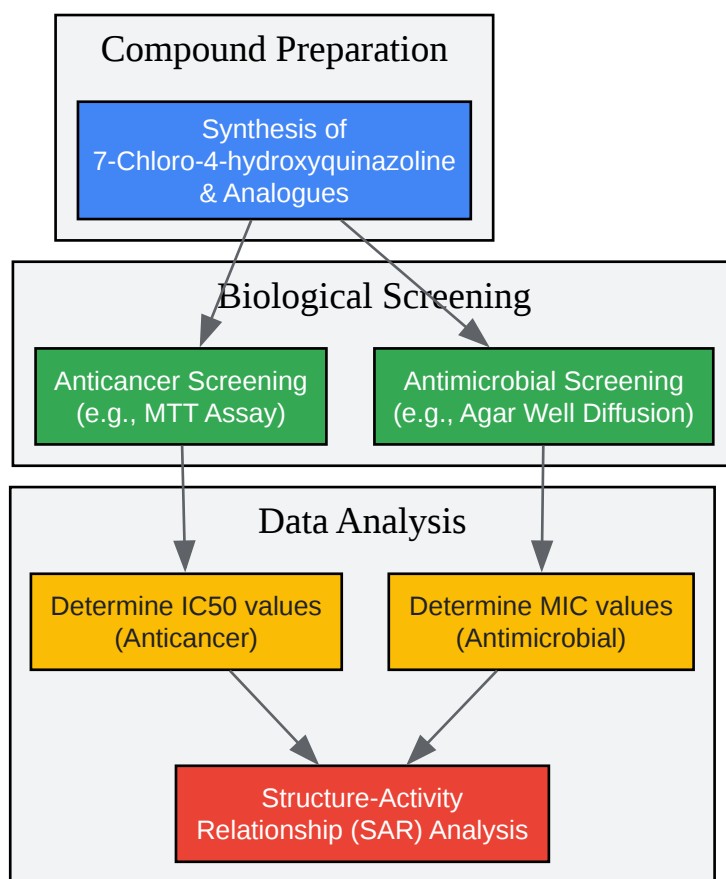 Compound Preparation
Synthesis of
7-Chloro-4-hydroxyquinazoline
& Analogues
Biological Screening
Anticancer Screening
(e.g., MTT Assay)
Antimicrobial Screening
(e.g., Agar Well Diffusion)
Data Analysis
Determine IC50 values
(Anticancer)
Determine MIC values
(Antimicrobial)
Structure-Activity
Relationship (SAR) Analysis